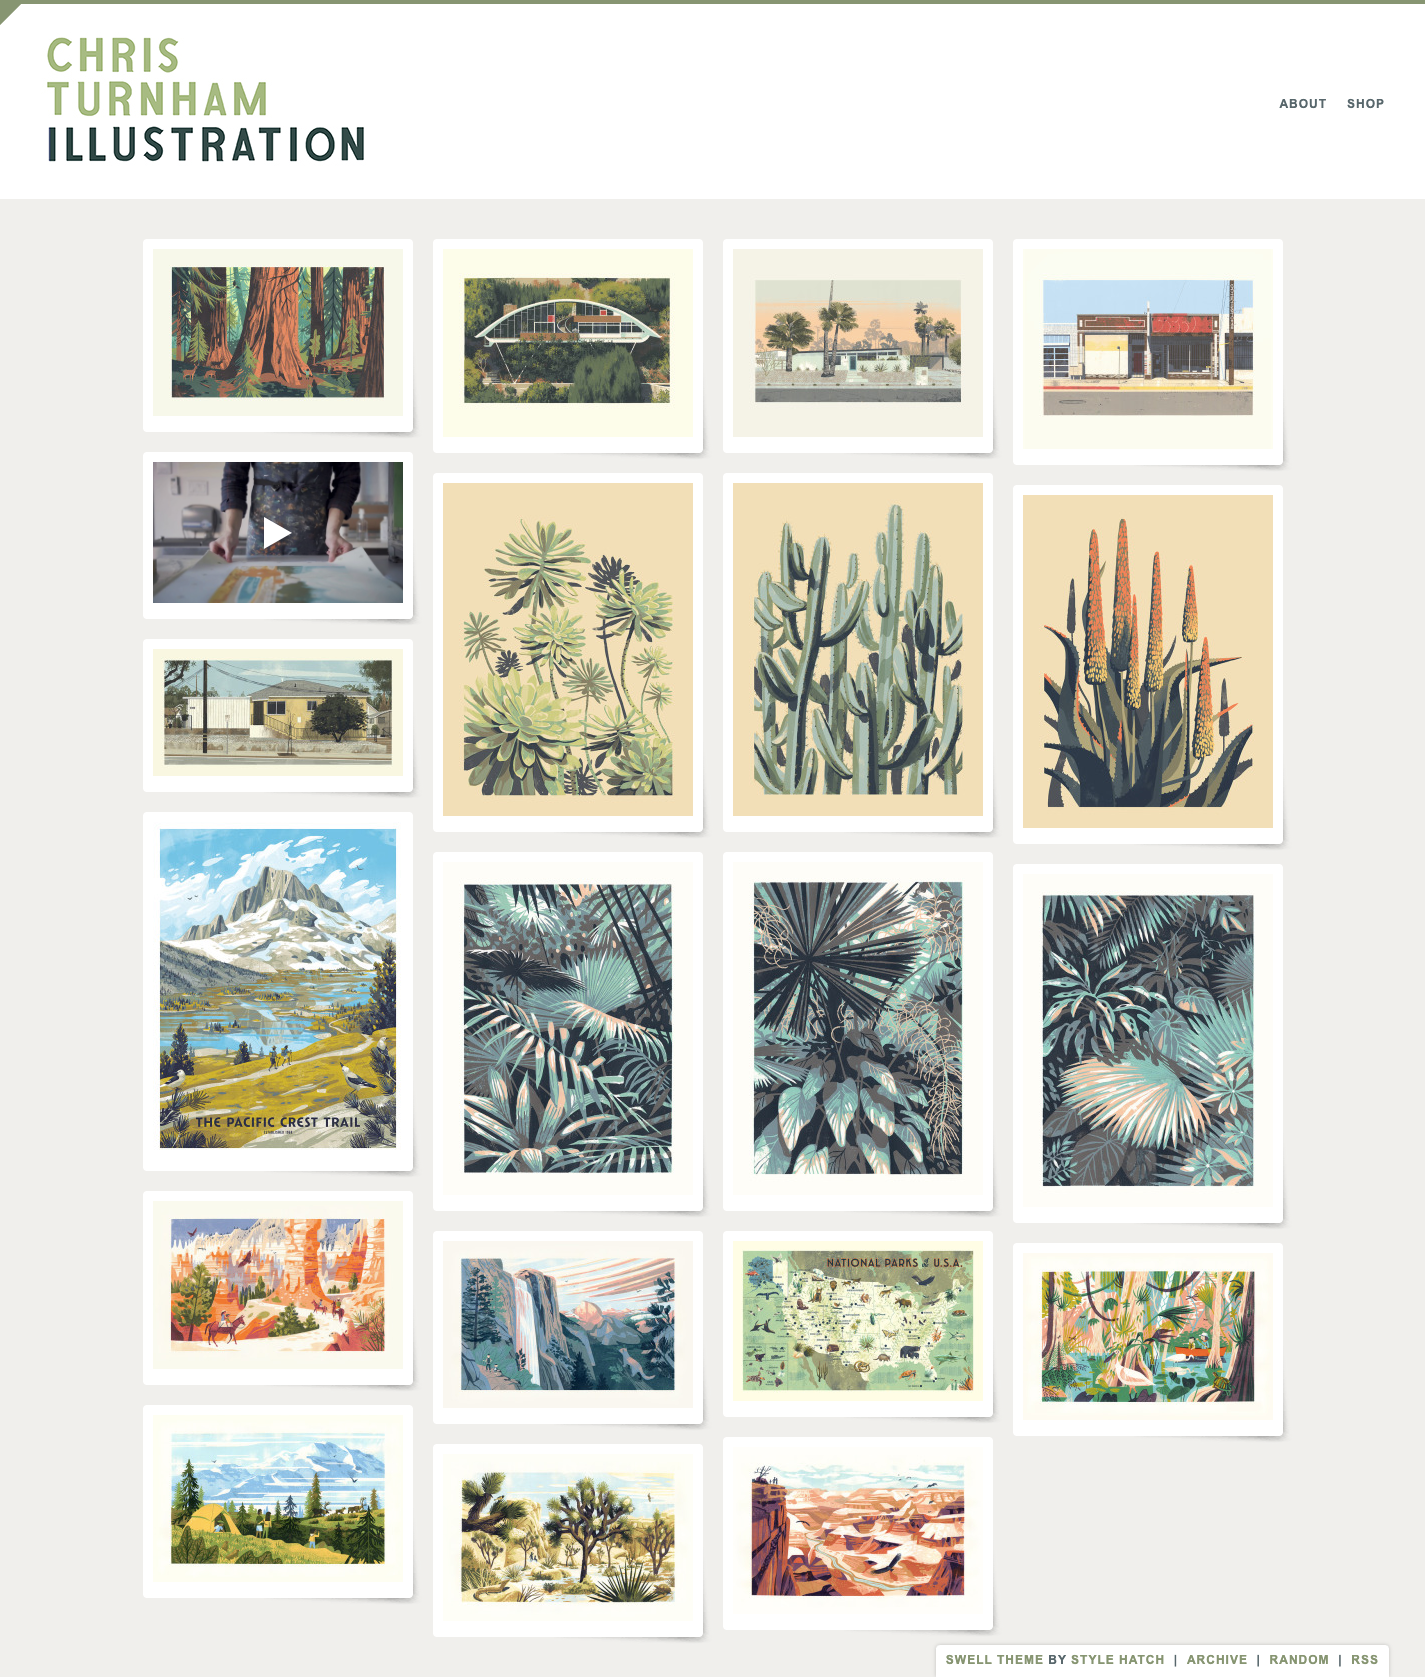 CHRIS
TURNHAM
ILLUSTRATION
ABOUT SHOP
THE PACIFIC CREST TRAIL
NATIONAL PARKS of the U.S.A.
SWELL THEME BY STYLE HATCH | ARCHIVE | RANDOM | RSS